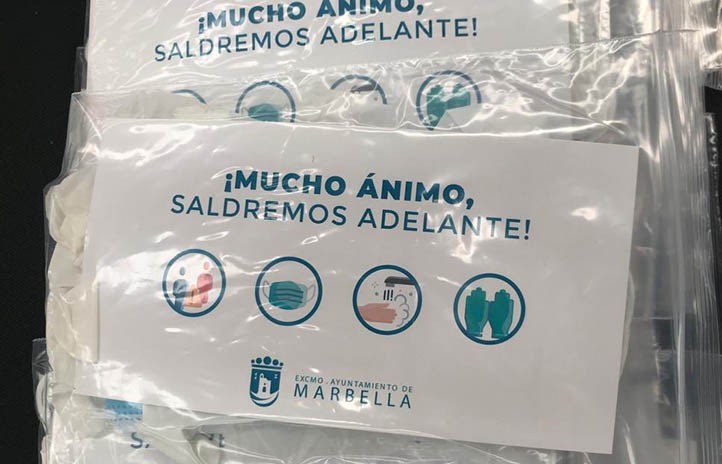 ¡MUCHO ÁNIMO,
SALDREMOS ADELANTE!
¡MUCHO ÁNIMO,
SALDREMOS ADELANTE!
EXCMO. AYUNTAMIENTO DE
MARBELLA